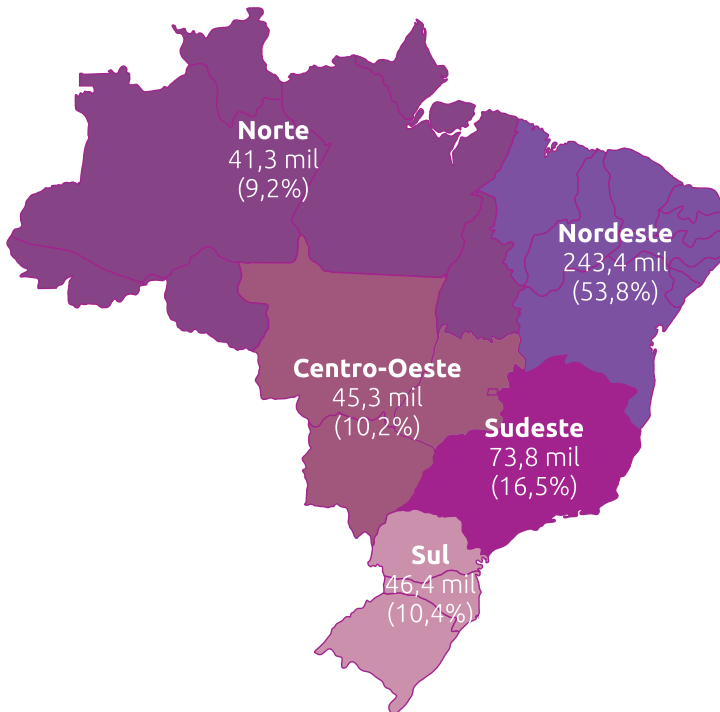 Norte
41,3 mil
(9,2%)
Nordeste
243,4 mil
(53,8%)
Centro-Oeste
45,3 mil
(10,2%)
Sudeste
73,8 mil
(16,5%)
Sul
46,4 mil
(10,4%)